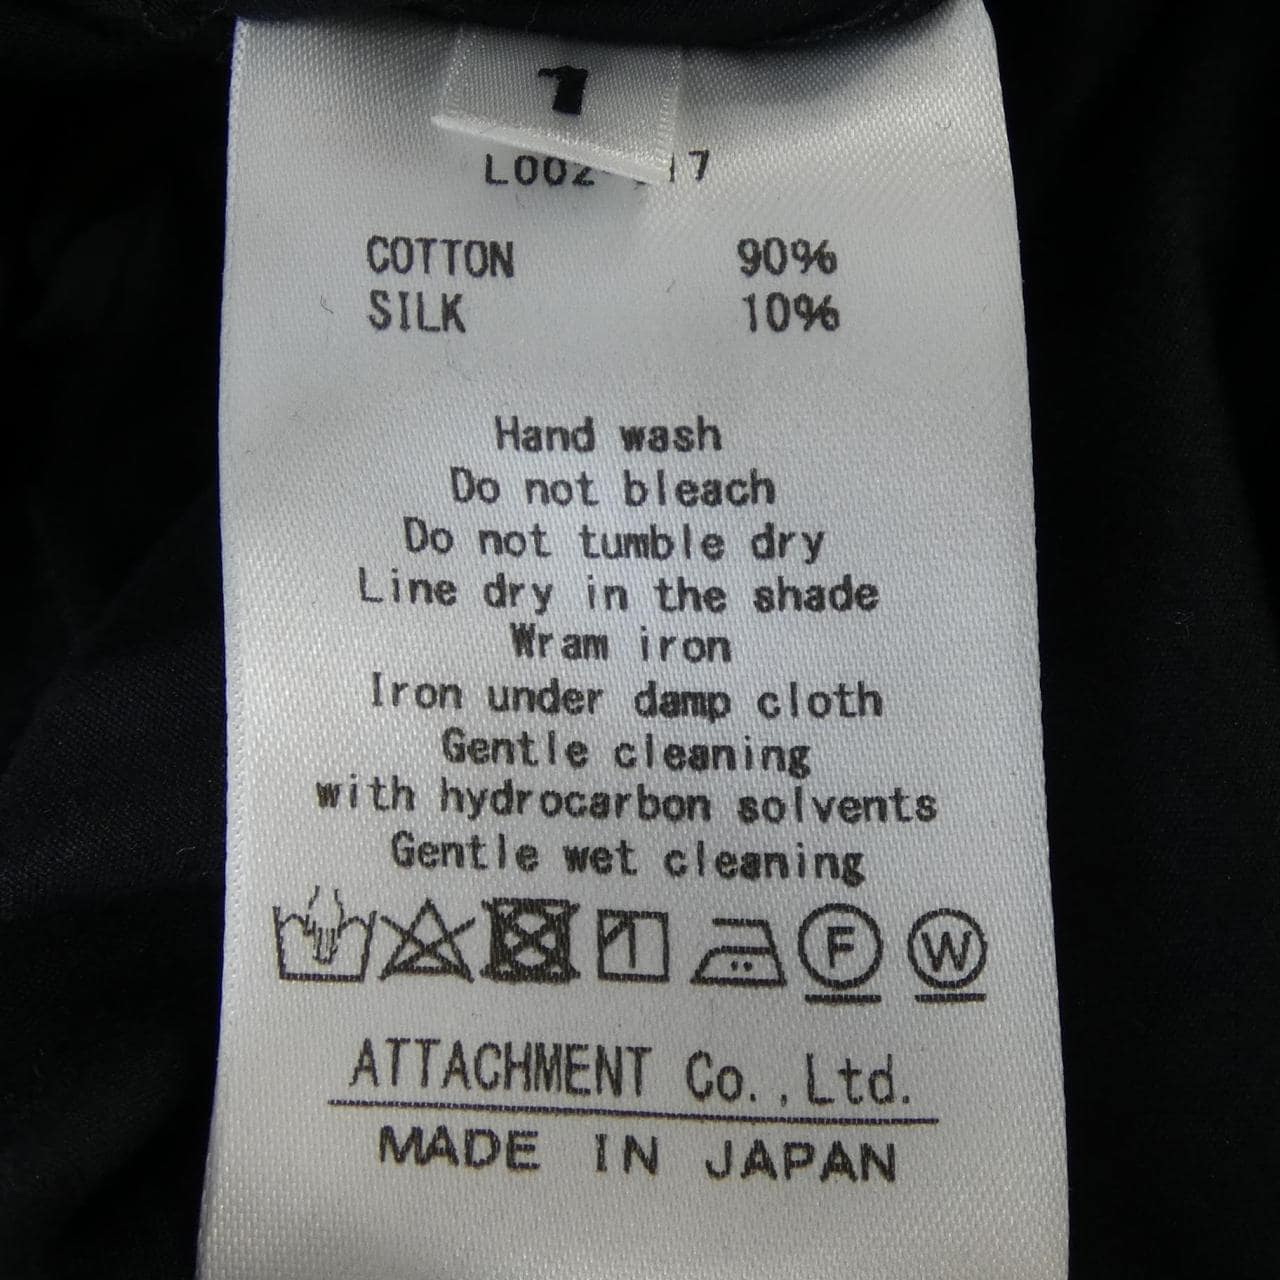 1
L002 17
COTTON 90%
SILK 10%
Hand wash
Do not bleach
Do not tumble dry
Line dry in the shade
Wram iron
Iron under damp cloth
Gentle cleaning
with hydrocarbon solvents
Gentle wet cleaning
F W
ATTACHMENT Co.,Ltd.
MADE IN JAPAN